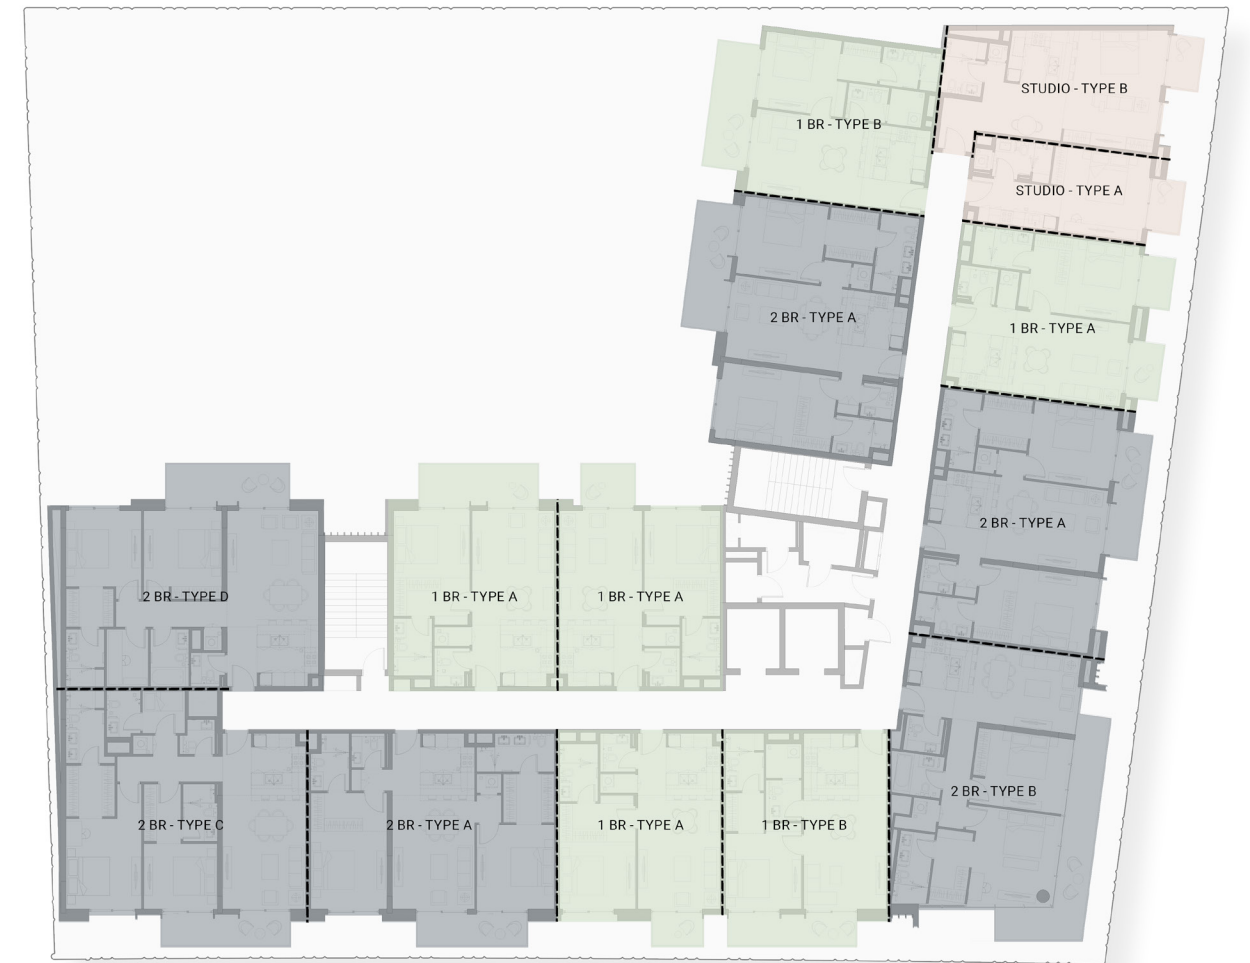 STUDIO - TYPE B
1 BR - TYPE B
STUDIO - TYPE A
2 BR - TYPE A
1 BR - TYPE A
2 BR - TYPE A
2 BR - TYPE D
1 BR - TYPE A
1 BR - TYPE A
2 BR - TYPE B
2 BR - TYPE C
2 BR - TYPE A
1 BR - TYPE A
1 BR - TYPE B